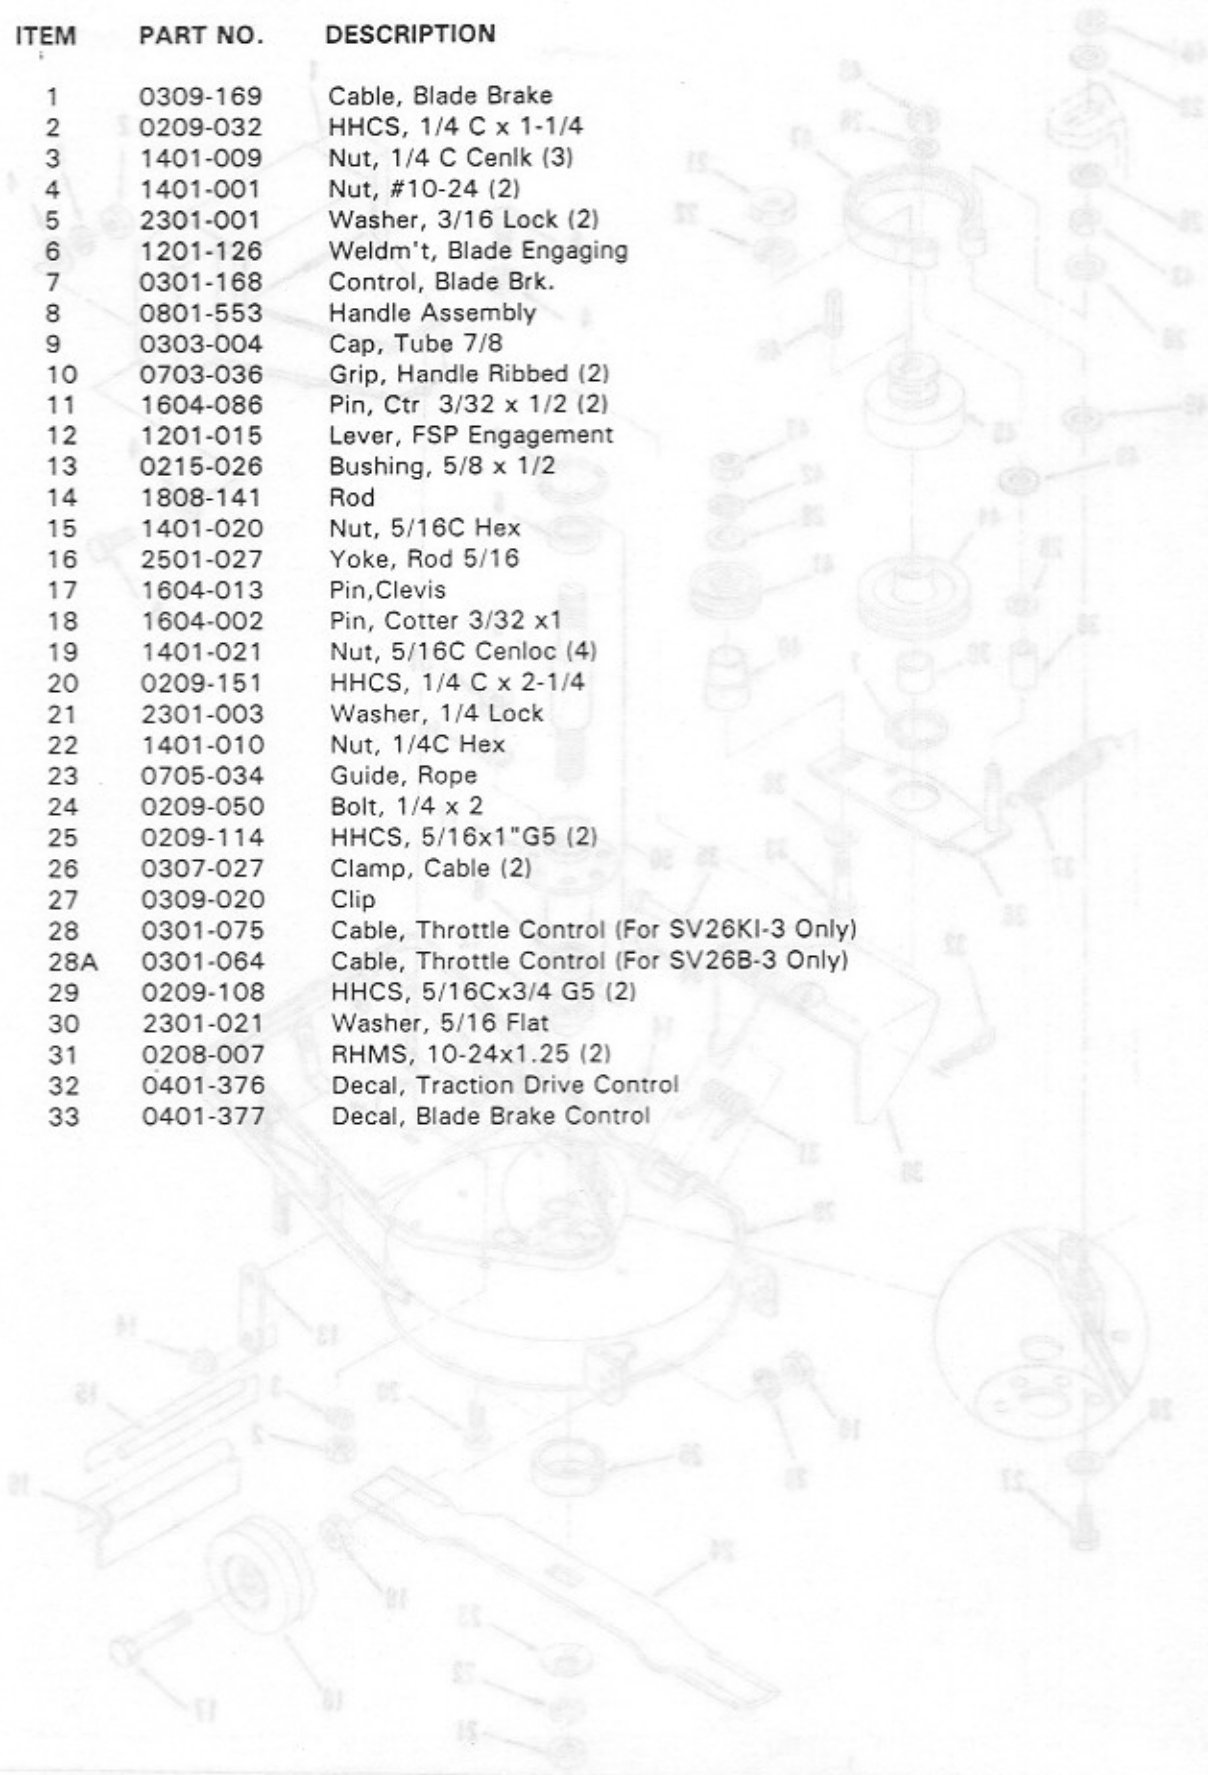 ITEM PART NO. DESCRIPTION
1 0309-169 Cable, Blade Brake
2 0209-032 HHCS, 1/4 C x 1-1/4
3 1401-009 Nut, 1/4 C Cenlk (3)
4 1401-001 Nut, #10-24 (2)
5 2301-001 Washer, 3/16 Lock (2)
6 1201-126 Weldm't, Blade Engaging
7 0301-168 Control, Blade Brk.
8 0801-553 Handle Assembly
9 0303-004 Cap, Tube 7/8
10 0703-036 Grip, Handle Ribbed (2)
11 1604-086 Pin, Ctr 3/32 x 1/2 (2)
12 1201-015 Lever, FSP Engagement
13 0215-026 Bushing, 5/8 x 1/2
14 1808-141 Rod
15 1401-020 Nut, 5/16C Hex
16 2501-027 Yoke, Rod 5/16
17 1604-013 Pin,Clevis
18 1604-002 Pin, Cotter 3/32 x1
19 1401-021 Nut, 5/16C Cenloc (4)
20 0209-151 HHCS, 1/4 C x 2-1/4
21 2301-003 Washer, 1/4 Lock
22 1401-010 Nut, 1/4C Hex
23 0705-034 Guide, Rope
24 0209-050 Bolt, 1/4 x 2
25 0209-114 HHCS, 5/16x1"G5 (2)
26 0307-027 Clamp, Cable (2)
27 0309-020 Clip
28 0301-075 Cable, Throttle Control (For SV26KI-3 Only)
28A 0301-064 Cable, Throttle Control (For SV26B-3 Only)
29 0209-108 HHCS, 5/16Cx3/4 G5 (2)
30 2301-021 Washer, 5/16 Flat
31 0208-007 RHMS, 10-24x1.25 (2)
32 0401-376 Decal, Traction Drive Control
33 0401-377 Decal, Blade Brake Control